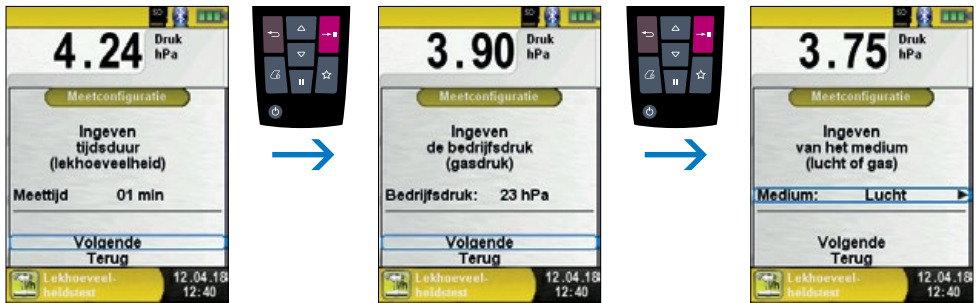 SD
4.24 Druk
hPa
Meetconfiguratie
Ingeven
tijdsduur
(lekhoeveelheid)
Meettijd 01 min
Volgende
Terug
Lekhoeveel-
heidstest
12.04.18
12:40
SD
3.90 Druk
hPa
Meetconfiguratie
Ingeven
de bedrijfsdruk
(gasdruk)
Bedrijfsdruk: 23 hPa
Volgende
Terug
Lekhoeveel-
heidstest
12.04.18
12:40
SD
3.75 Druk
hPa
Meetconfiguratie
Ingeven
van het medium
(lucht of gas)
Medium: Lucht
Volgende
Terug
Lekhoeveel-
heidstest
12.04.18
12:40